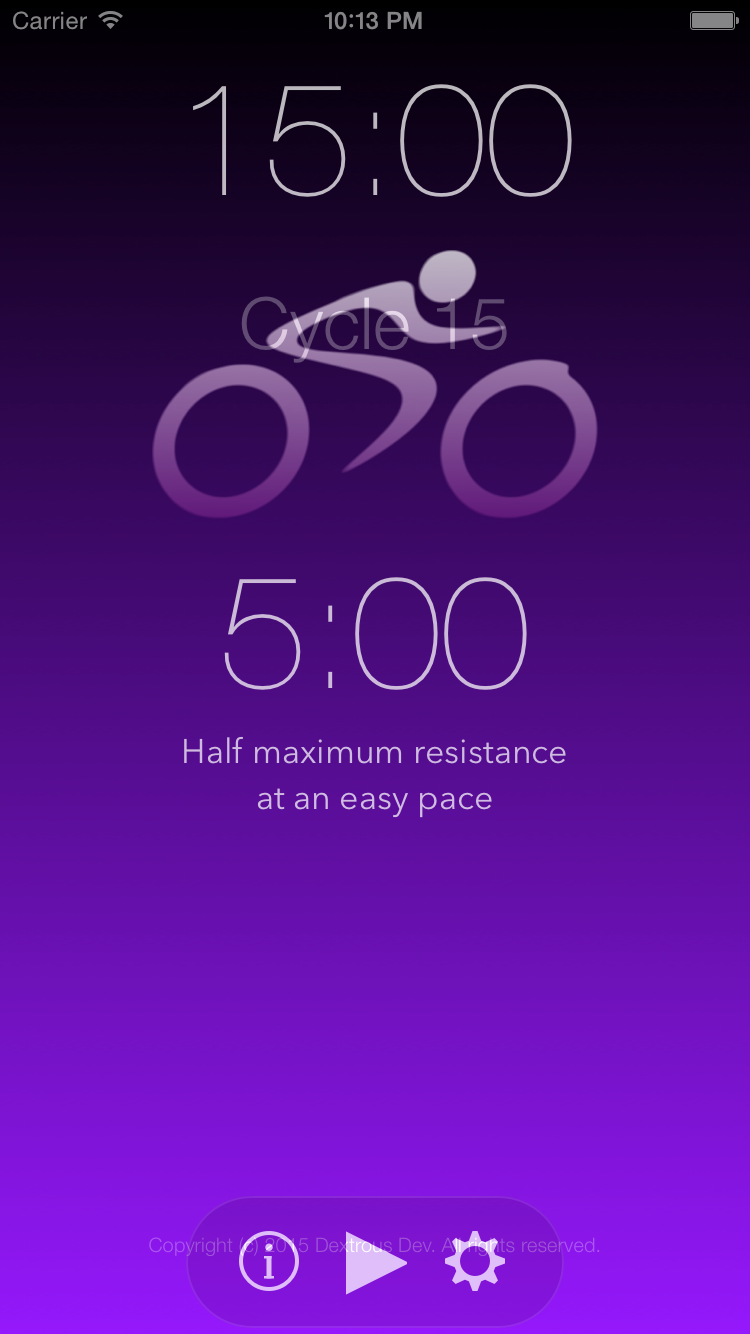 Carrier 10:13 PM
15:00
Cycle 15
5:00
Half maximum resistance
at an easy pace
Copyright (c) 2015 Dextrous Dev. All rights reserved.